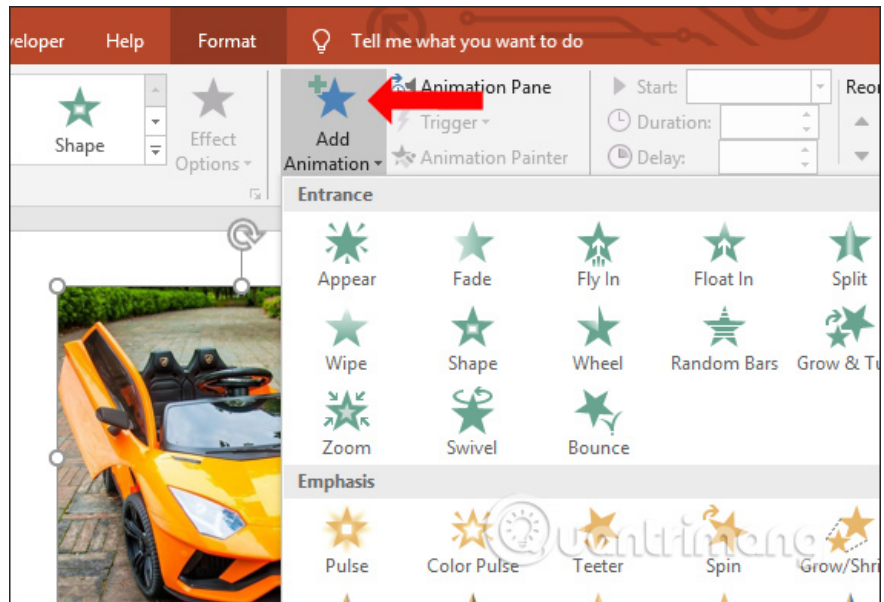 veloper Help Format Tell me what you want to do
Shape Effect Options Add Animation Animation Pane Start: Reor
Trigger Duration:
Animation Painter Delay:
Entrance
Appear Fade Fly In Float In Split
Wipe Shape Wheel Random Bars Grow & Tu
Zoom Swivel Bounce
Emphasis
Pulse Color Pulse Teeter Spin Grow/Shri
Quantrimang